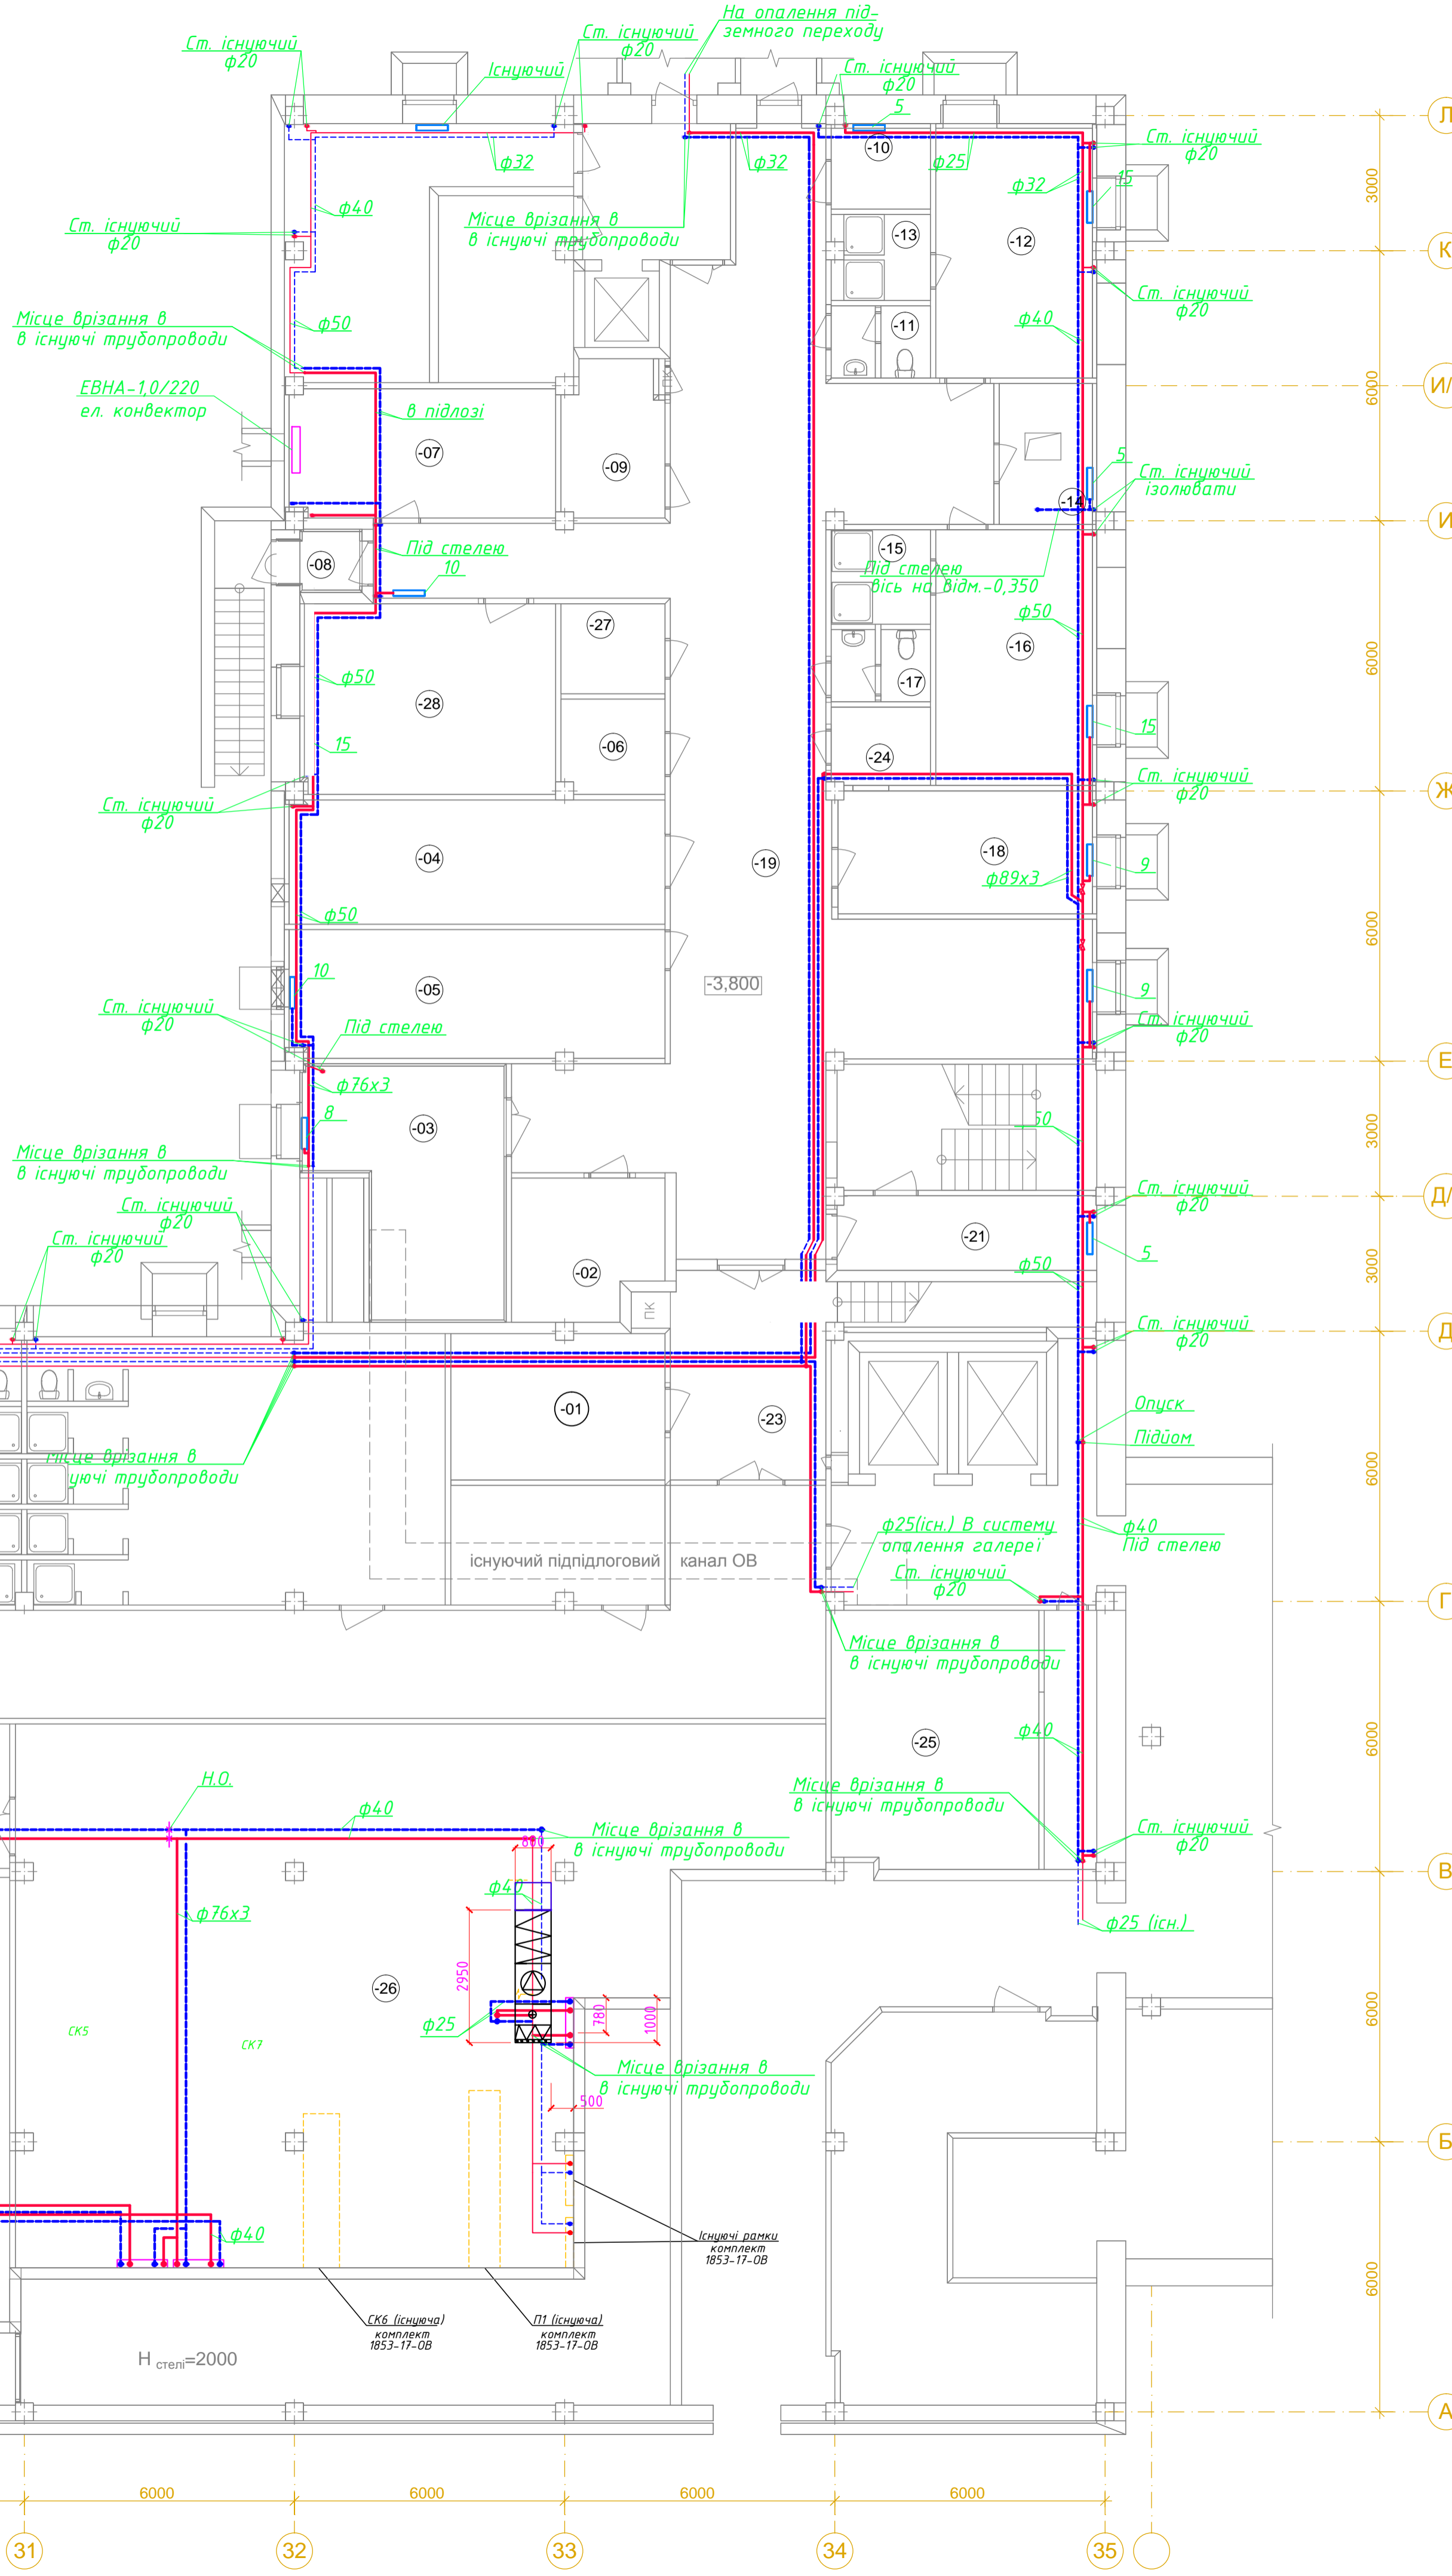 На опалення під-
земного переходу
Ст. існуючий
ф20
Ст. існуючий
ф20
Існуючий
Ст. існуючий
ф20
5
Л
-10
Ст. існуючий
ф20
ф32
ф32
ф25
ф32
15
3000
ф40
Місце врізання в
в існуючі трубопроводи
Ст. існуючий
ф20
-13
-12
К
Ст. існуючий
ф20
Місце врізання в
в існуючі трубопроводи
ф50
-11
ф40
6000
ЕВНА-1,0/220
ел. конвектор
ПК
И/
в підлозі
-07
-09
5
Ст. існуючий
ізолювати
-14
И
Під стелею
10
-08
-15
Під стелею
вісь на відм.-0,350
-27
ф50
-16
6000
ф50
-28
-17
15
-06
15
-24
Ст. існуючий
ф20
Ст. існуючий
ф20
Ж
-04
-19
-18
9
ф89х3
ф50
6000
10
-05
-3,800
9
Ст. існуючий
ф20
Під стелею
Ст. існуючий
ф20
Е
ф76х3
8
-03
50
3000
Місце врізання в
в існуючі трубопроводи
Ст. існуючий
ф20
Ст. існуючий
ф20
Д/
Ст. існуючий
ф20
-21
5
-02
ф50
3000
ПК
Ст. існуючий
ф20
Д
-01
-23
Опуск
Підйом
Місце врізання в
уючі трубопроводи
6000
ф25(існ.) В систему
опалення галереї
ф40
Під стелею
існуючий підпідлоговий канал ОВ
Ст. існуючий
ф20
Г
Місце врізання в
в існуючі трубопроводи
-25
ф40
6000
Н.О.
ф40
Місце врізання в
в існуючі трубопроводи
Місце врізання в
в існуючі трубопроводи
800
Ст. існуючий
ф20
В
ф40
ф76х3
ф25 (існ.)
2950
-26
780
1000
6000
ф25
СК5
СК7
Місце врізання в
в існуючі трубопроводи
500
Б
ф40
Існуючі рамки
комплект
1853-17-ОВ
6000
СК6 (існуюча)
комплект
1853-17-ОВ
П1 (існуюча)
комплект
1853-17-ОВ
Н стелі=2000
А
6000
6000
6000
6000
31
32
33
34
35